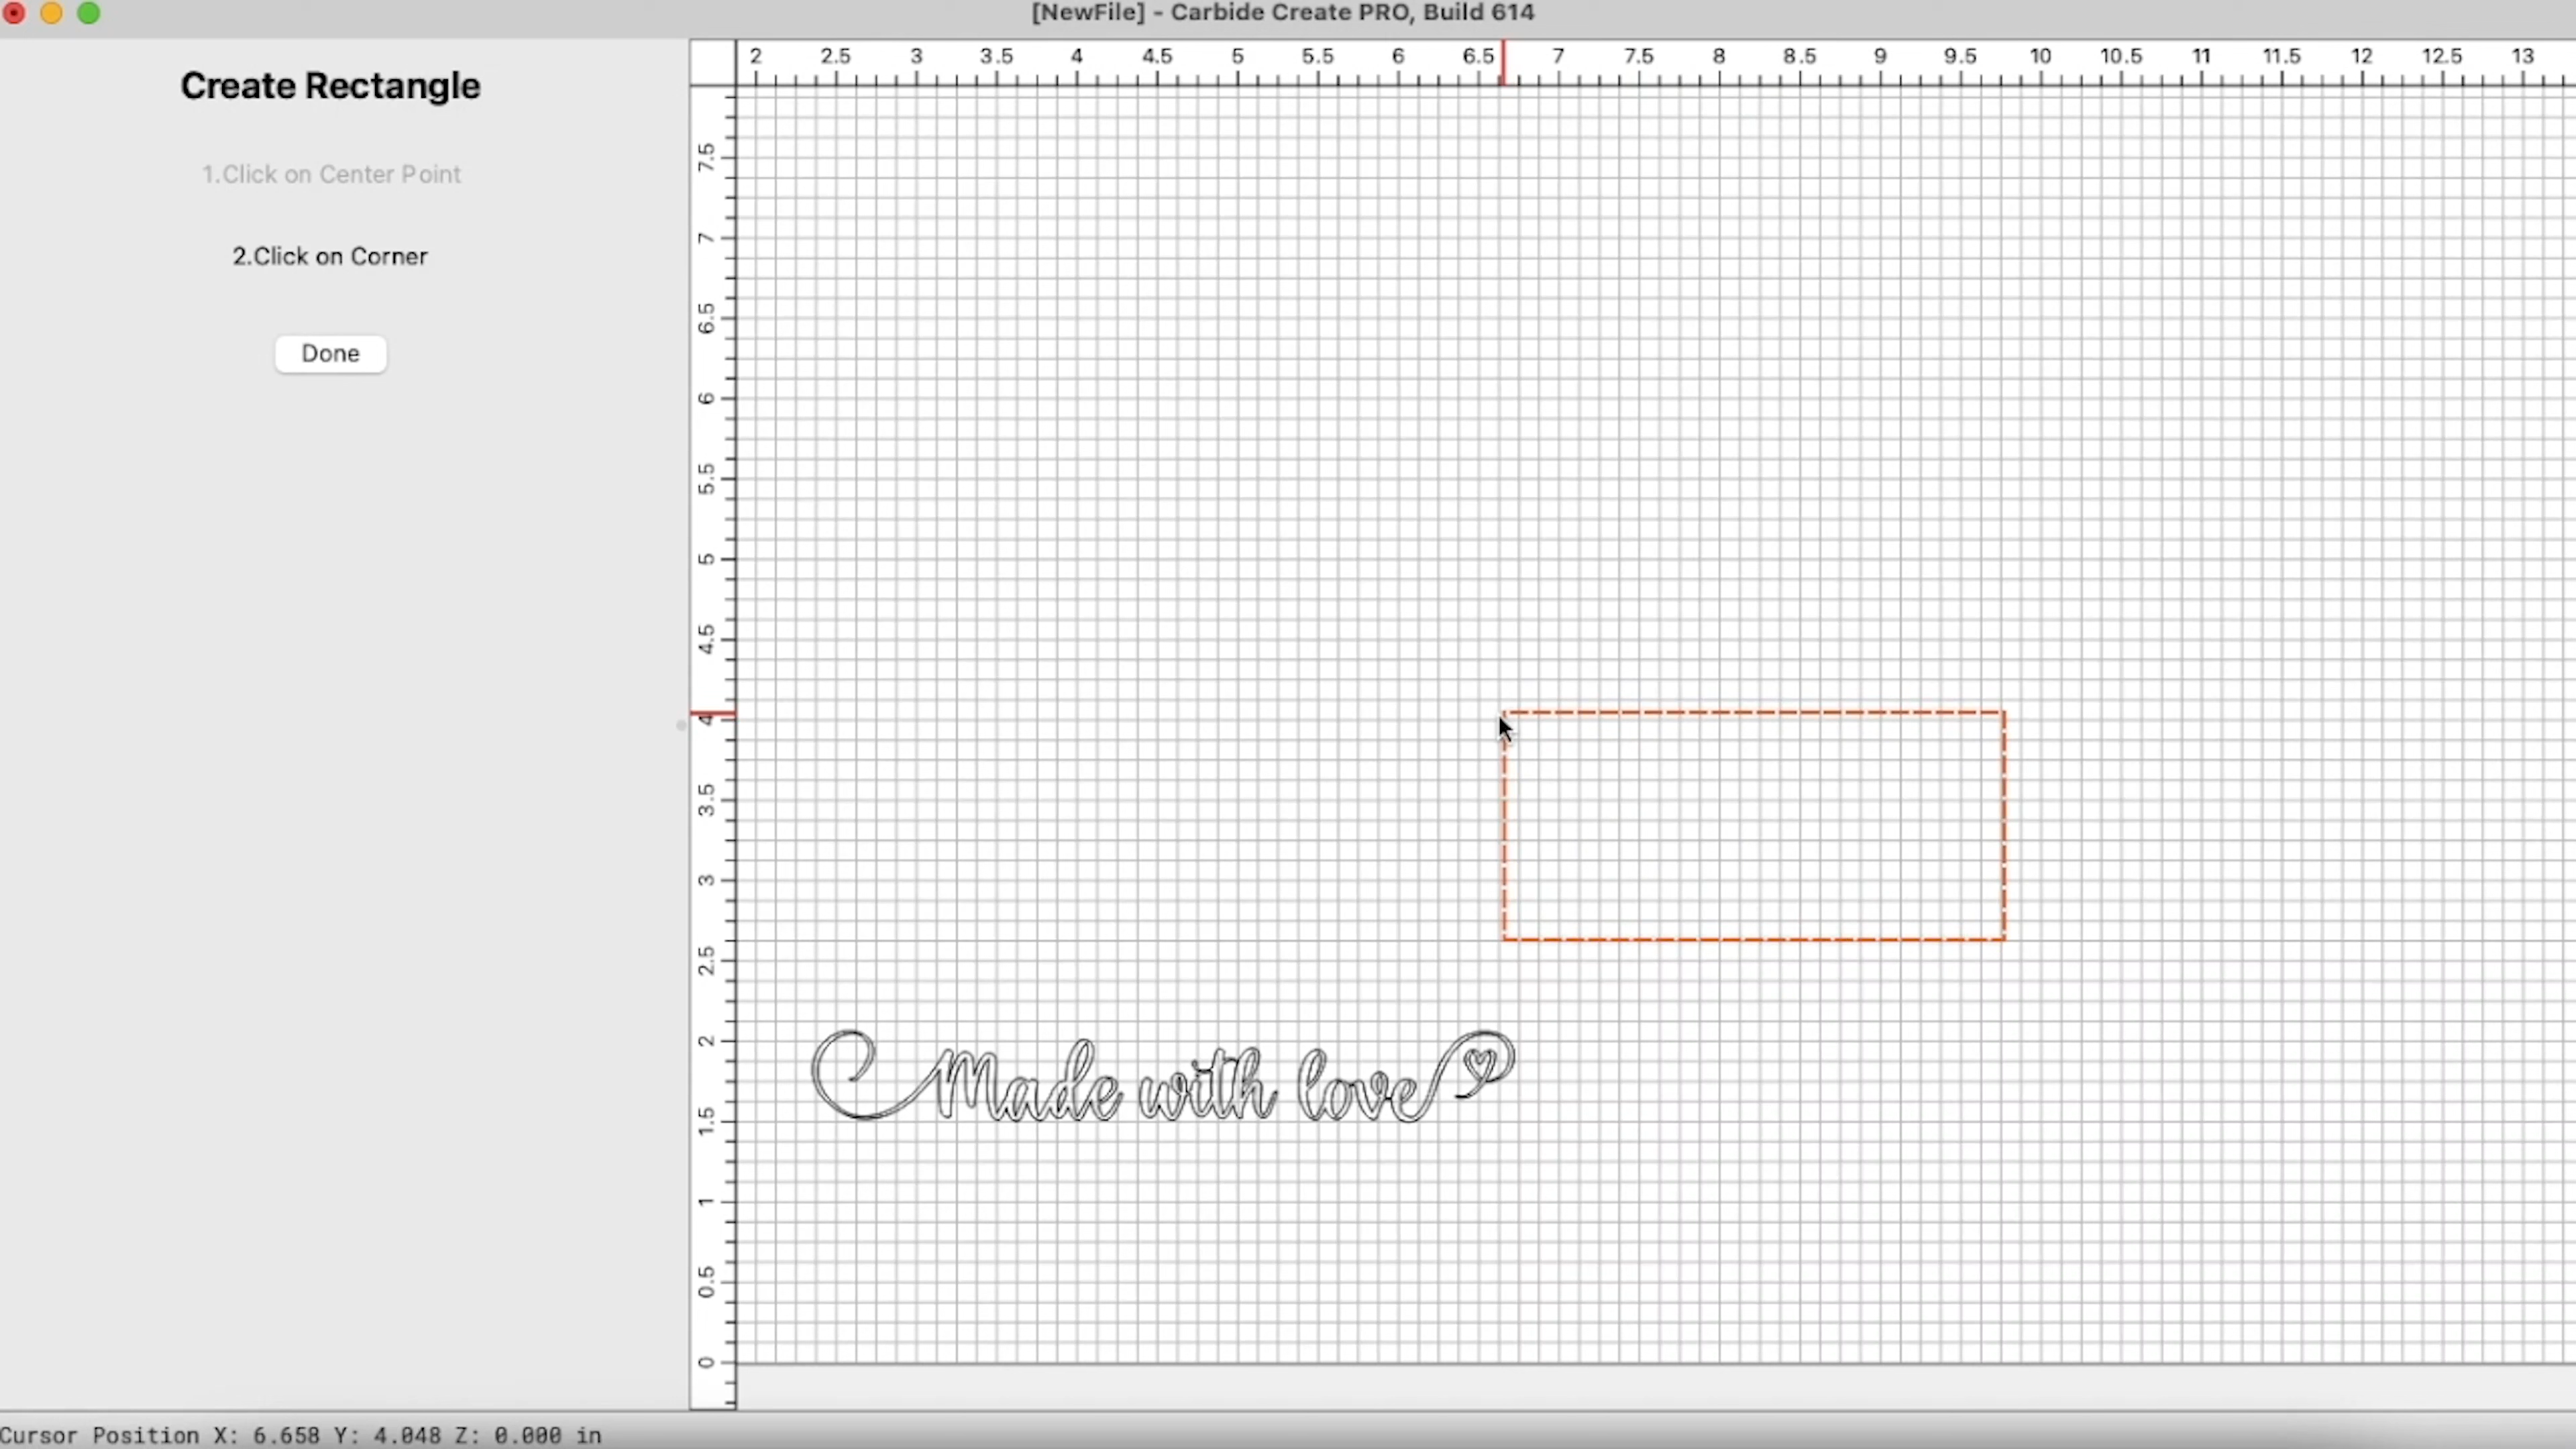 [NewFile] - Carbide Create PRO, Build 614
Create Rectangle
1.Click on Center Point
2.Click on Corner
Done
2 2.5 3 3.5 4 4.5 5 5.5 6 6.5 7 7.5 8 8.5 9 9.5 10 10.5 11 11.5 12 12.5 13
7.5
7
6.5
6
5.5
5
4.5
4
3.5
3
2.5
2
1.5
1
0.5
0
Made with love
Cursor Position X: 6.658 Y: 4.048 Z: 0.000 in